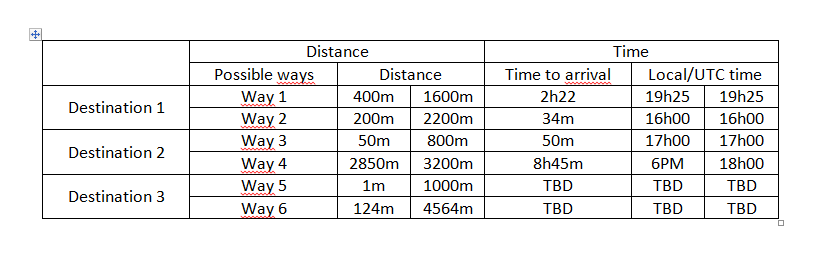 Distance Time
Possible ways Distance Time to arrival Local/UTC time
Destination 1 Way 1 400m 1600m 2h22 19h25 19h25
Way 2 200m 2200m 34m 16h00 16h00
Destination 2 Way 3 50m 800m 50m 17h00 17h00
Way 4 2850m 3200m 8h45m 6PM 18h00
Destination 3 Way 5 1m 1000m TBD TBD TBD
Way 6 124m 4564m TBD TBD TBD